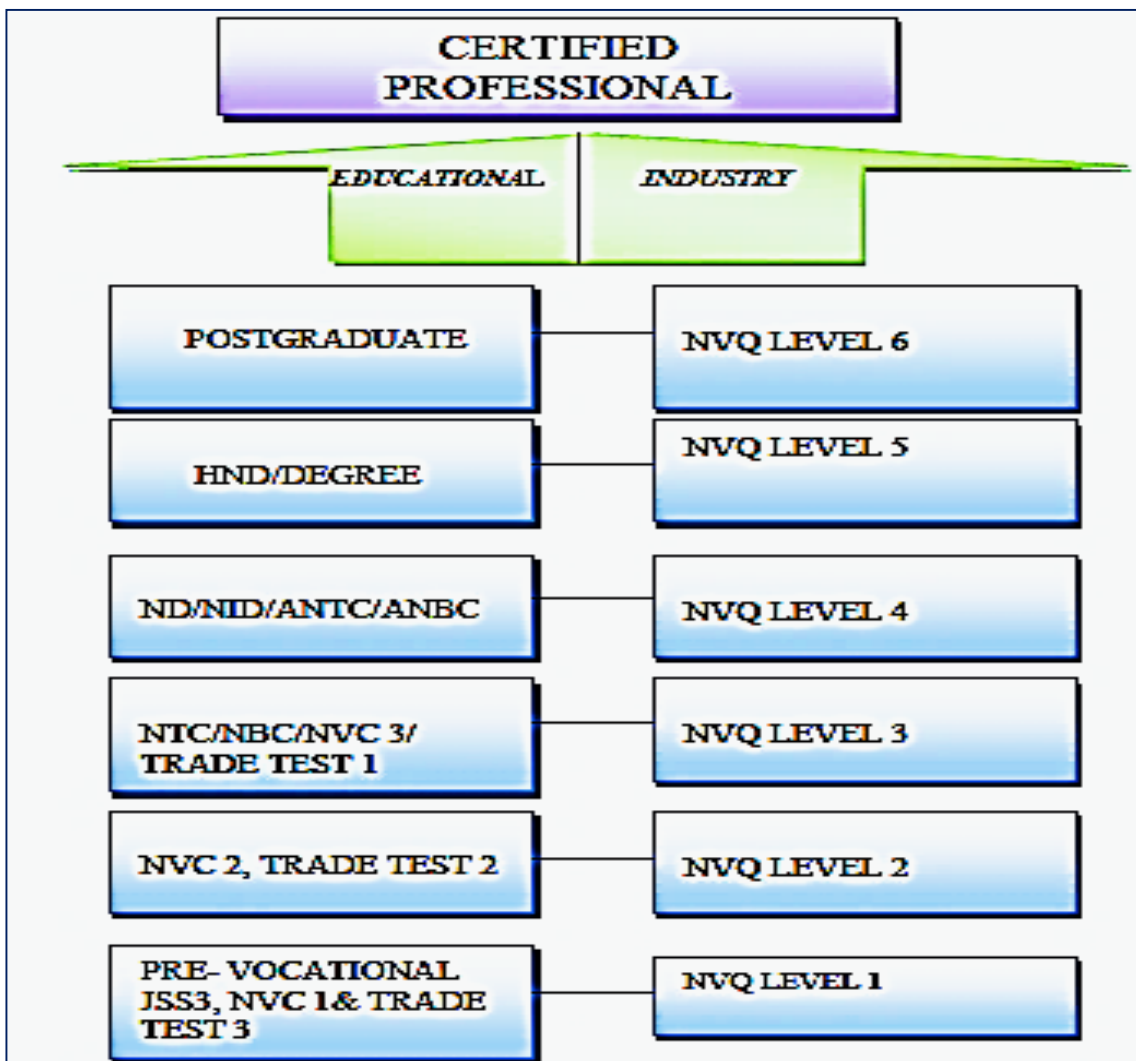 CERTIFIED
PROFESSIONAL
EDUCATIONAL
INDUSTRY
POSTGRADUATE
NVQ LEVEL 6
HND/DEGREE
NVQ LEVEL 5
ND/NID/ANTC/ANBC
NVQ LEVEL 4
NTC/NBC/NVC 3/
TRADE TEST 1
NVQ LEVEL 3
NVC 2, TRADE TEST 2
NVQ LEVEL 2
PRE- VOCATIONAL
JSS3, NVC 1& TRADE
TEST 3
NVQ LEVEL 1